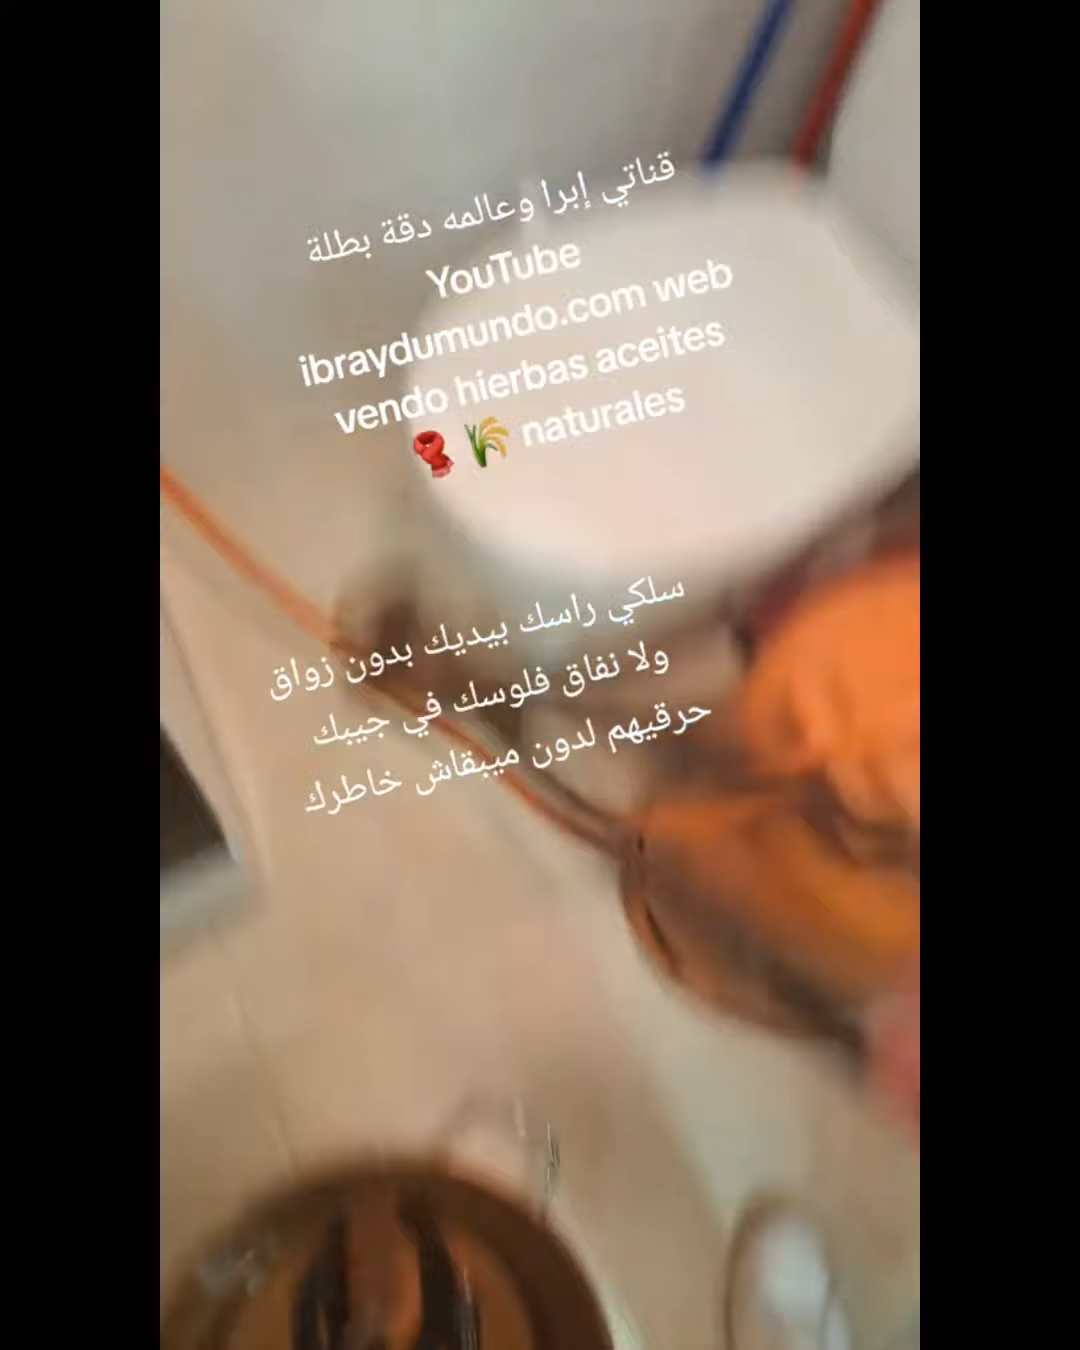 قناتي إبرا وعالمه دقة بطلة
YouTube
ibraydumundo.com web
vendo hierbas aceites
naturales 🌾 🧣
سلكي راسك بيديك بدون زواق
ولا نفاق فلوسك في جيبك
حرقيهم لدون ميبقاش خاطرك